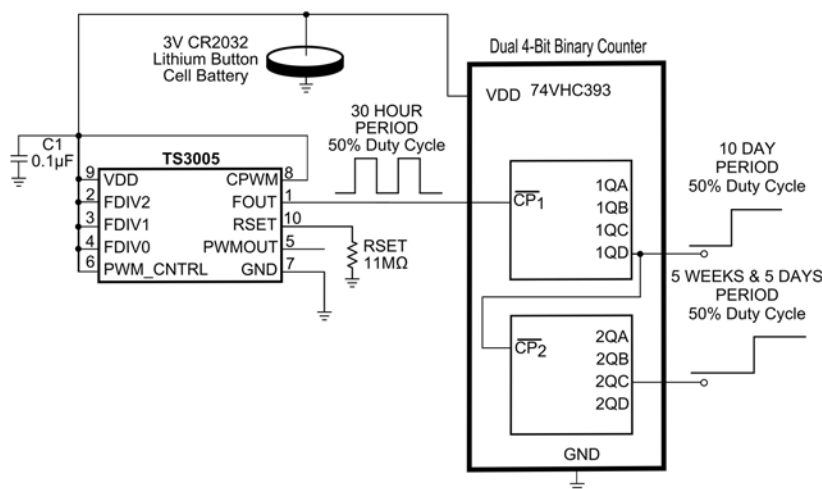 3V CR2032
Lithium Button
Cell Battery
Dual 4-Bit Binary Counter
VDD 74VHC393
30 HOUR
PERIOD
50% Duty Cycle
C1
0.1µF
TS3005
9 VDD CPWM 8
2 FDIV2 FOUT 1
3 FDIV1 RSET 10
4 FDIV0 PWMOUT 5
6 PWM_CNTRL GND 7
RSET
11MΩ
CP1
1QA
1QB
1QC
1QD
10 DAY
PERIOD
50% Duty Cycle
5 WEEKS & 5 DAYS
PERIOD
50% Duty Cycle
CP2
2QA
2QB
2QC
2QD
GND